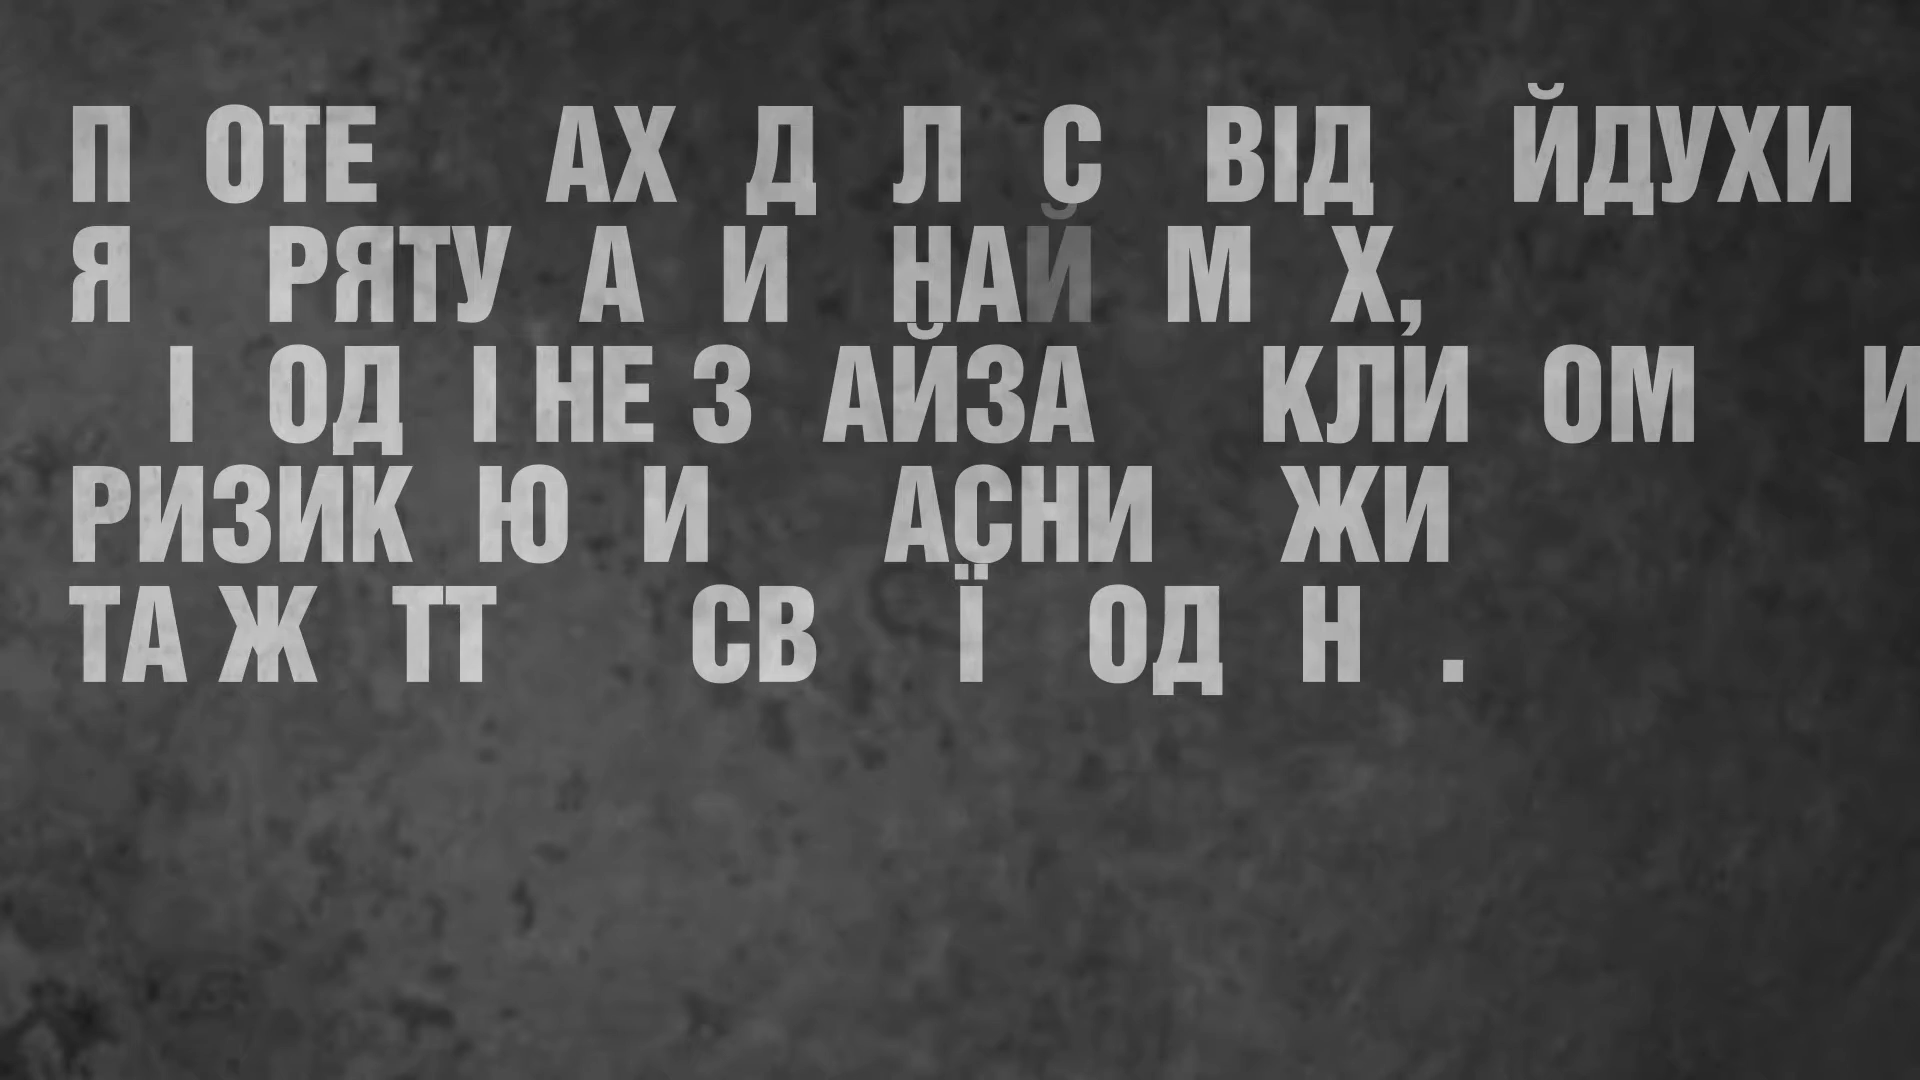 П ОТЕ АХ Д Л С ВІД ЙДУХИ
Я РЯТУ А И НАЙ М Х,
І ОД І НЕ З АЙЗА КЛИ ОМ И
РИЗИК Ю И АСНИ ЖИ
ТА Ж ТТ СВ Ї ОД Н .